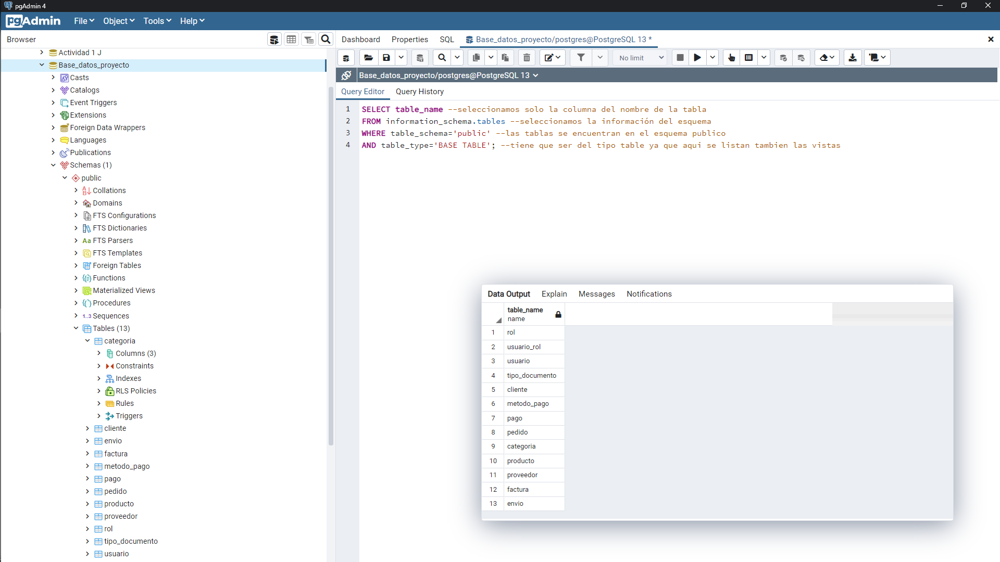 pgAdmin 4
pgAdmin File Object Tools Help
Browser
Dashboard Properties SQL Base_datos_proyecto/postgres@PostgreSQL 13 *
No limit
Base_datos_proyecto/postgres@PostgreSQL 13
Query Editor Query History
Actividad 1 J
Base_datos_proyecto
Casts
Catalogs
Event Triggers
Extensions
Foreign Data Wrappers
Languages
Publications
Schemas (1)
public
Collations
Domains
FTS Configurations
FTS Dictionaries
Aa FTS Parsers
FTS Templates
Foreign Tables
Functions
Materialized Views
Procedures
1..3 Sequences
Tables (13)
categoria
Columns (3)
Constraints
Indexes
RLS Policies
Rules
Triggers
cliente
envio
factura
metodo_pago
pago
pedido
producto
proveedor
rol
tipo_documento
usuario
1 SELECT table_name --seleccionamos solo la columna del nombre de la tabla
2 FROM information_schema.tables --seleccionamos la información del esquema
3 WHERE table_schema='public' --las tablas se encuentran en el esquema publico
4 AND table_type='BASE TABLE'; --tiene que ser del tipo table ya que aqui se listan tambien las vistas
Data Output Explain Messages Notifications
table_name
name
1 rol
2 usuario_rol
3 usuario
4 tipo_documento
5 cliente
6 metodo_pago
7 pago
8 pedido
9 categoria
10 producto
11 proveedor
12 factura
13 envio